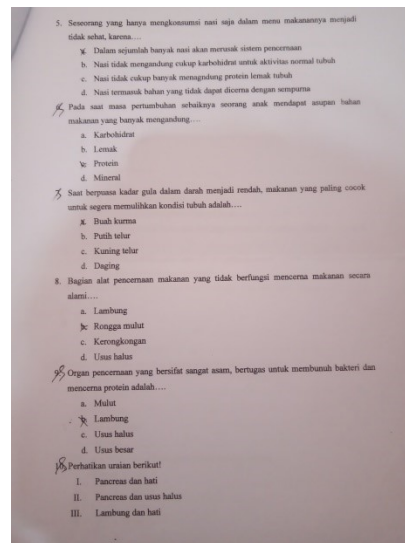 5. Seseorang yang hanya mengkonsumsi nasi saja dalam menu makanannya menjadi
tidak sehat, karena....
a. Dalam sejumlah banyak nasi akan merusak sistem pencernaan
b. Nasi tidak mengandung cukup karbohidrat untuk aktivitas normal tubuh
c. Nasi tidak cukup banyak menagndung protein lemak tubuh
d. Nasi termasuk bahan yang tidak dapat dicerna dengan sempurna
6. Pada saat masa pertumbuhan sebaiknya seorang anak mendapat asupan bahan
makanan yang banyak mengandung....
a. Karbohidrat
b. Lemak
c. Protein
d. Mineral
7. Saat berpuasa kadar gula dalam darah menjadi rendah, makanan yang paling cocok
untuk segera memulihkan kondisi tubuh adalah....
a. Buah kurma
b. Putih telur
c. Kuning telur
d. Daging
8. Bagian alat pencernaan makanan yang tidak berfungsi mencerna makanan secara
alami....
a. Lambung
b. Rongga mulut
c. Kerongkongan
d. Usus halus
9. Organ pencernaan yang bersifat sangat asam, bertugas untuk membunuh bakteri dan
mencerna protein adalah....
a. Mulut
b. Lambung
c. Usus halus
d. Usus besar
10. Perhatikan uraian berikut!
I. Pancreas dan hati
II. Pancreas dan usus halus
III. Lambung dan hati